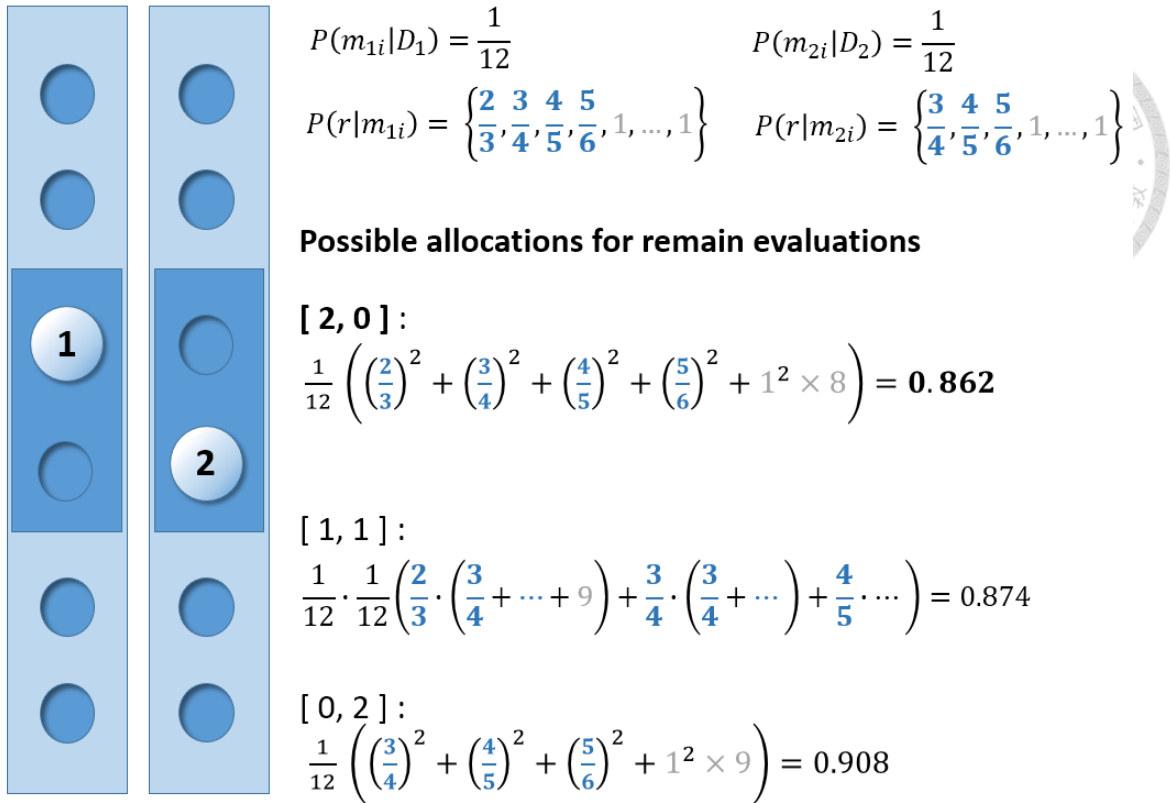 P(m₁ᵢ|D₁) = 1/12
P(m₂ᵢ|D₂) = 1/12
P(r|m₁ᵢ) = {2/3, 3/4, 4/5, 5/6, 1, ..., 1}
P(r|m₂ᵢ) = {3/4, 4/5, 5/6, 1, ..., 1}
Possible allocations for remain evaluations
[ 2, 0 ] :
1
1/12 ((2/3)² + (3/4)² + (4/5)² + (5/6)² + 1² × 8) = 0.862
2
[ 1, 1 ] :
1/12 · 1/12 (2/3 · (3/4 + ⋯ + 9) + 3/4 · (3/4 + ⋯) + 4/5 · ⋯) = 0.874
[ 0, 2 ] :
1/12 ((3/4)² + (4/5)² + (5/6)² + 1² × 9) = 0.908